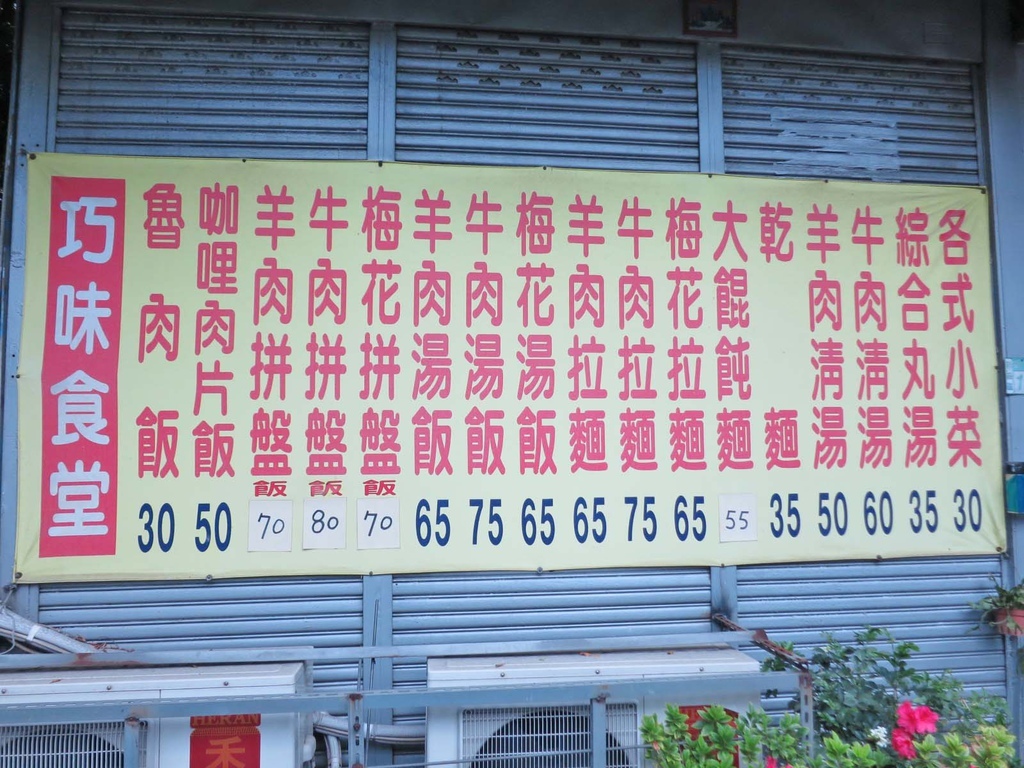 巧味食堂
魯肉飯 30
咖哩肉片飯 50
羊肉拼盤飯 70
牛肉拼盤飯 80
梅花拼盤飯 70
羊肉湯飯 65
牛肉湯飯 75
梅花湯飯 65
羊肉拉麵 65
牛肉拉麵 75
梅花拉麵 65
大餛飩麵 55
乾麵 35
羊肉清湯 50
牛肉清湯 60
綜合丸湯 35
各式小菜 30
HERAN
禾